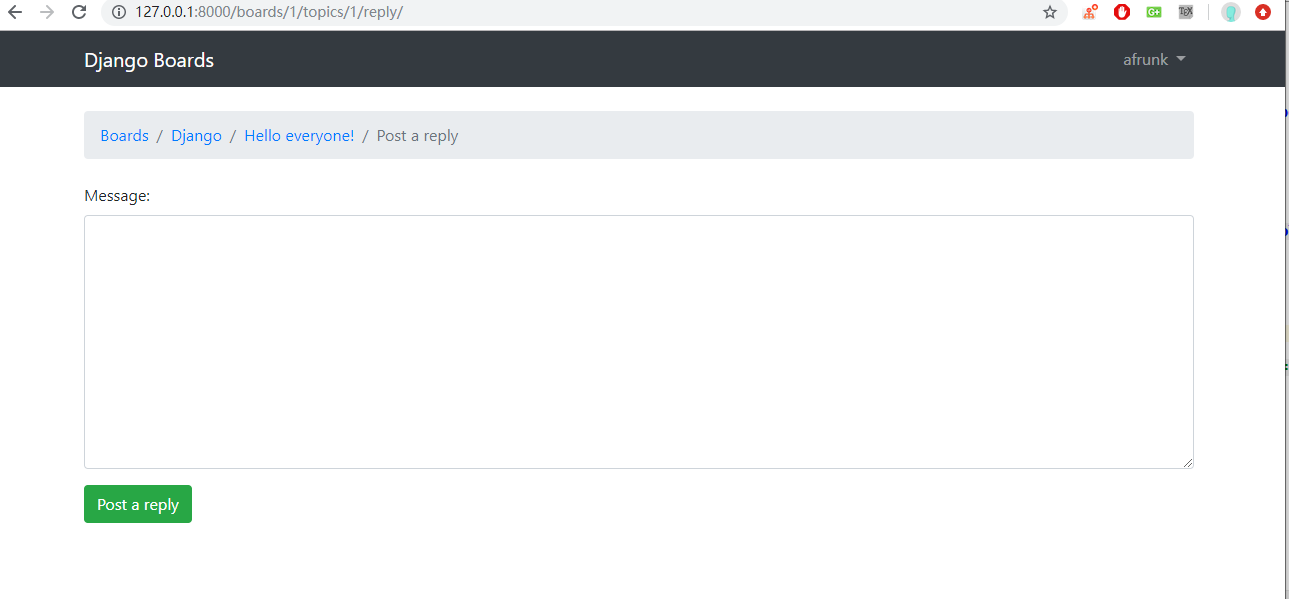 127.0.0.1:8000/boards/1/topics/1/reply/
G+
TEX
Django Boards
afrunk
Boards / Django / Hello everyone! / Post a reply
Message:
Post a reply